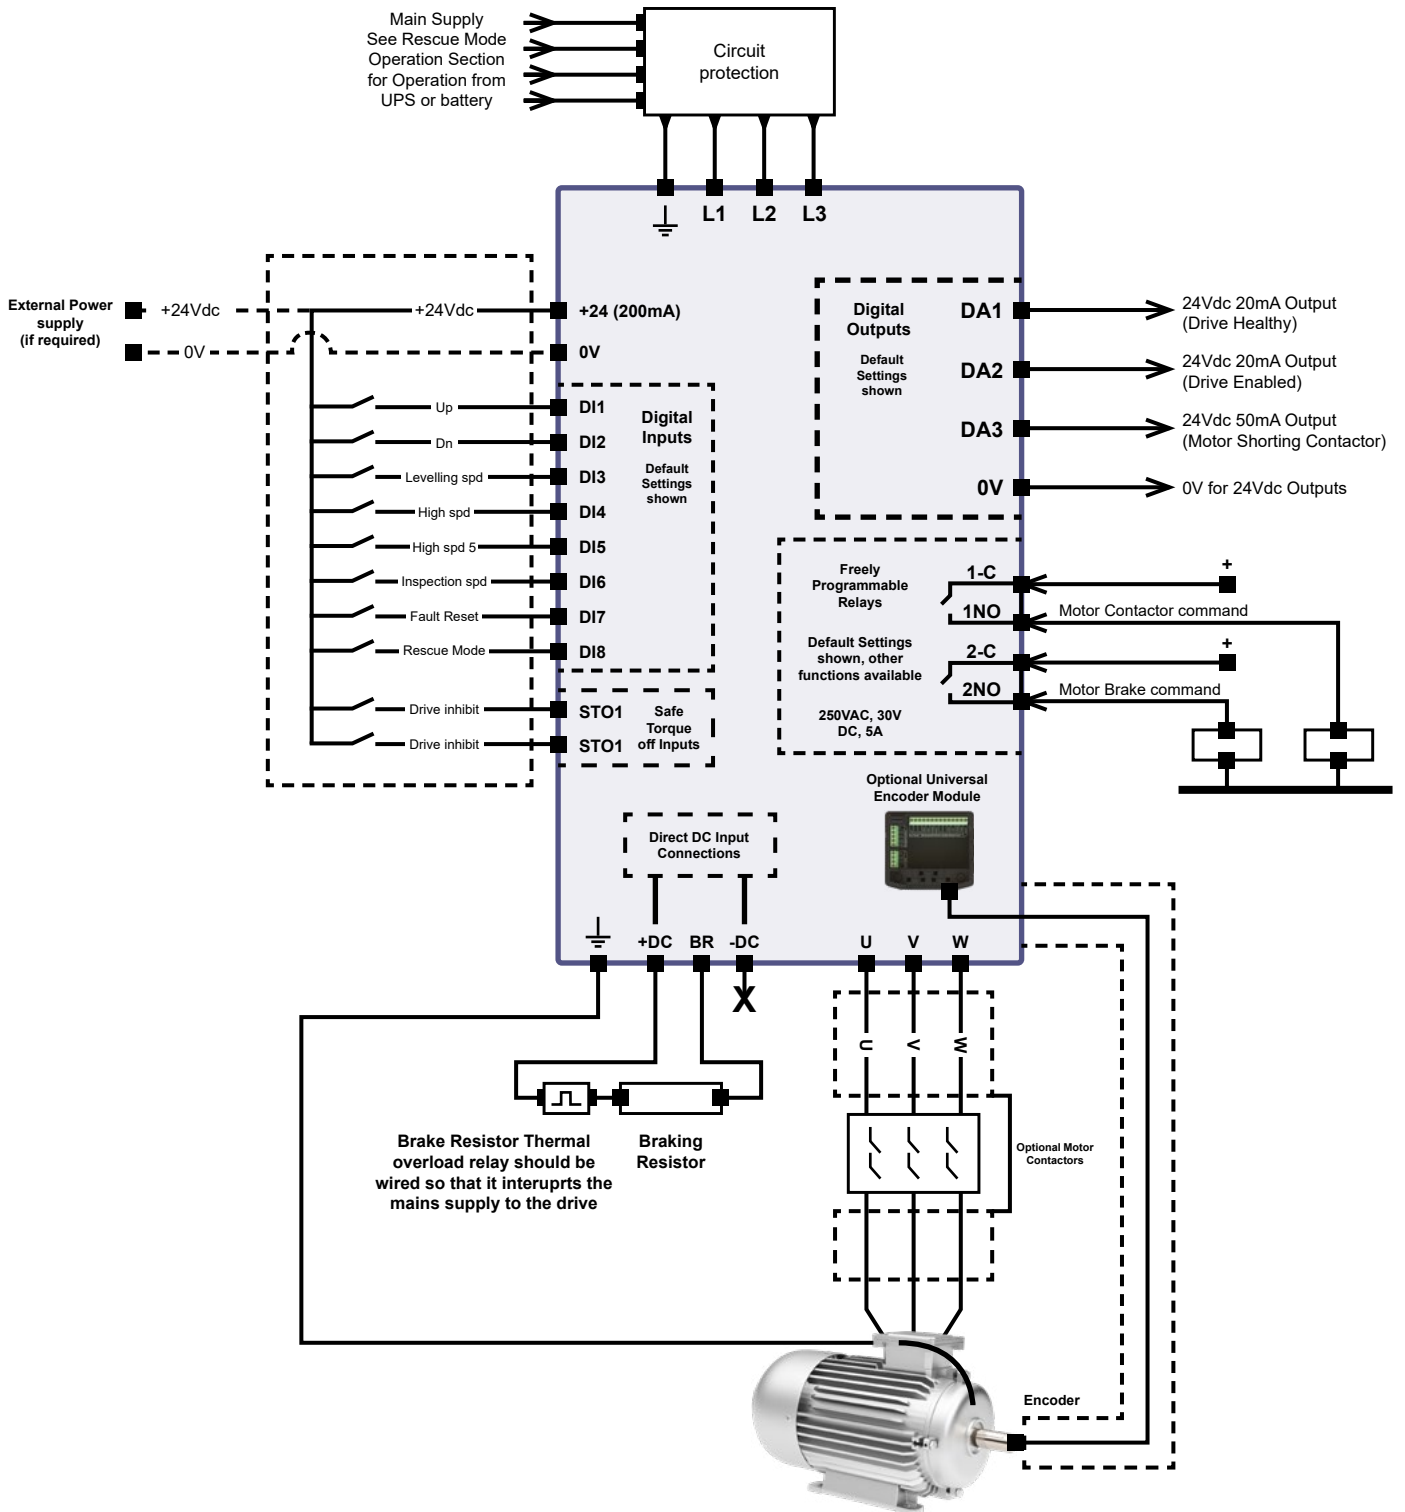 Main Supply
See Rescue Mode
Operation Section
for Operation from
UPS or battery
Circuit
protection
L1 L2 L3
External Power
supply
(if required)
+24Vdc
+24Vdc
+24 (200mA)
0V
0V
Up
DI1
Dn
DI2
Levelling spd
DI3
High spd
DI4
High spd 5
DI5
Inspection spd
DI6
Fault Reset
DI7
Rescue Mode
DI8
Digital
Inputs
Default
Settings
shown
Drive inhibit
STO1
Drive inhibit
STO1
Safe
Torque
off Inputs
Digital
Outputs
Default
Settings
shown
DA1
24Vdc 20mA Output
(Drive Healthy)
DA2
24Vdc 20mA Output
(Drive Enabled)
DA3
24Vdc 50mA Output
(Motor Shorting Contactor)
0V
0V for 24Vdc Outputs
Freely
Programmable
Relays
Default Settings
shown, other
functions available
250VAC, 30V
DC, 5A
1-C
+
1NO
Motor Contactor command
2-C
+
2NO
Motor Brake command
Optional Universal
Encoder Module
Direct DC Input
Connections
+DC BR -DC
U V W
X
U V W
Brake Resistor Thermal
overload relay should be
wired so that it interuprts the
mains supply to the drive
Braking
Resistor
Optional Motor
Contactors
Encoder